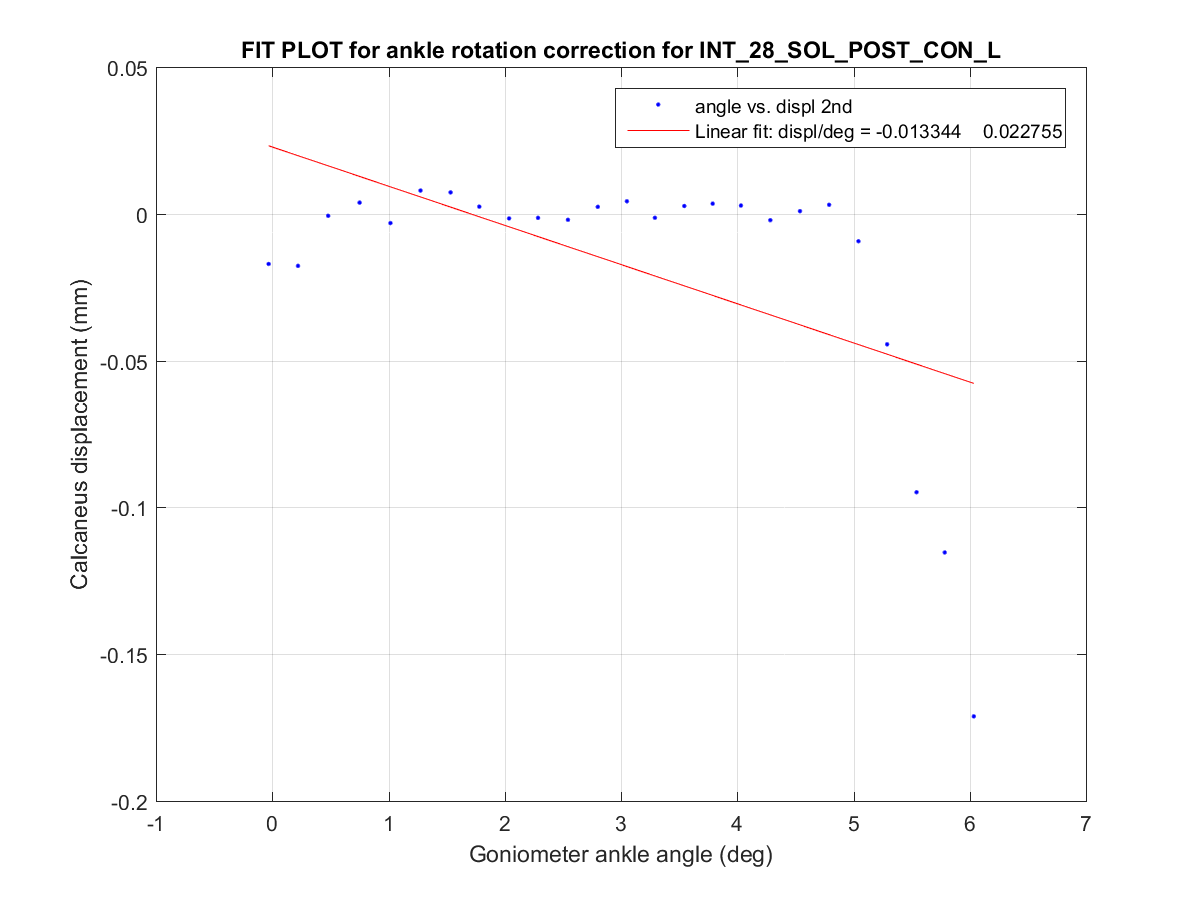 FIT PLOT for ankle rotation correction for INT_28_SOL_POST_CON_L
angle vs. displ 2nd
Linear fit: displ/deg = -0.013344 0.022755
0.05
0
-0.05
-0.1
-0.15
-0.2
Calcaneus displacement (mm)
-1 0 1 2 3 4 5 6 7
Goniometer ankle angle (deg)